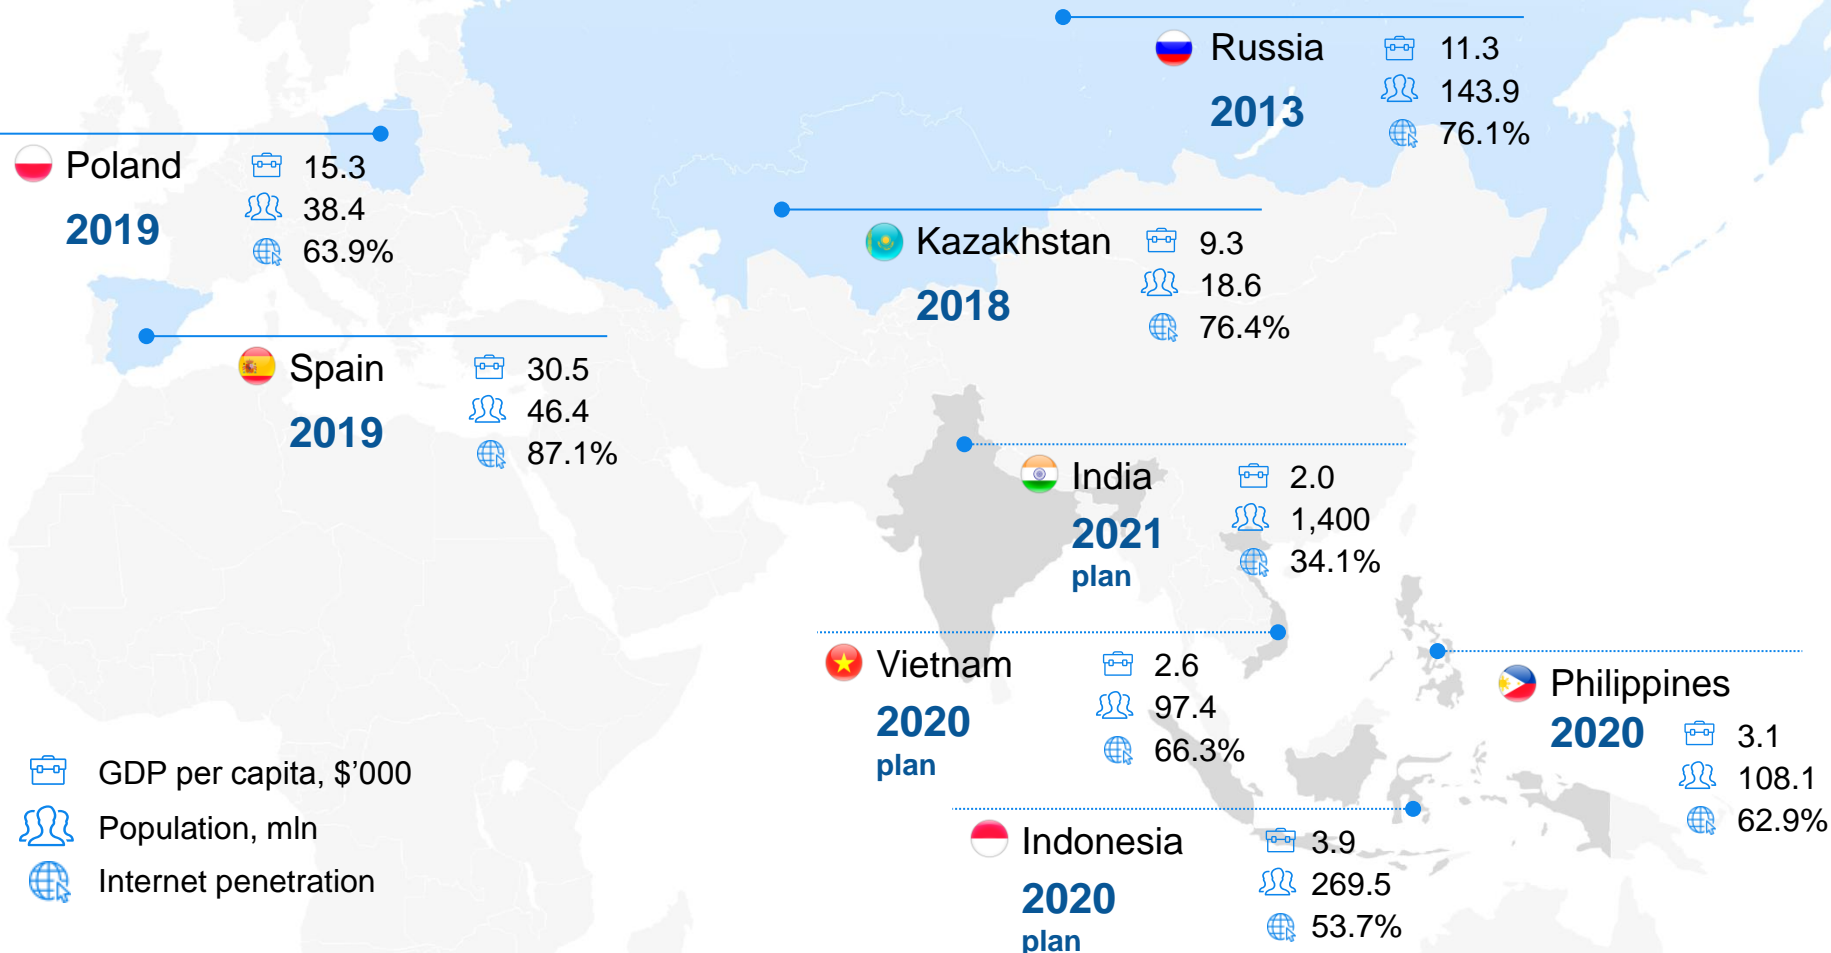 Russia
2013
11.3
143.9
76.1%
Poland
2019
15.3
38.4
63.9%
Kazakhstan
2018
9.3
18.6
76.4%
Spain
2019
30.5
46.4
87.1%
India
2021
plan
2.0
1,400
34.1%
Vietnam
2020
plan
2.6
97.4
66.3%
Philippines
2020
3.1
108.1
62.9%
Indonesia
2020
plan
3.9
269.5
53.7%
GDP per capita, $’000
Population, mln
Internet penetration